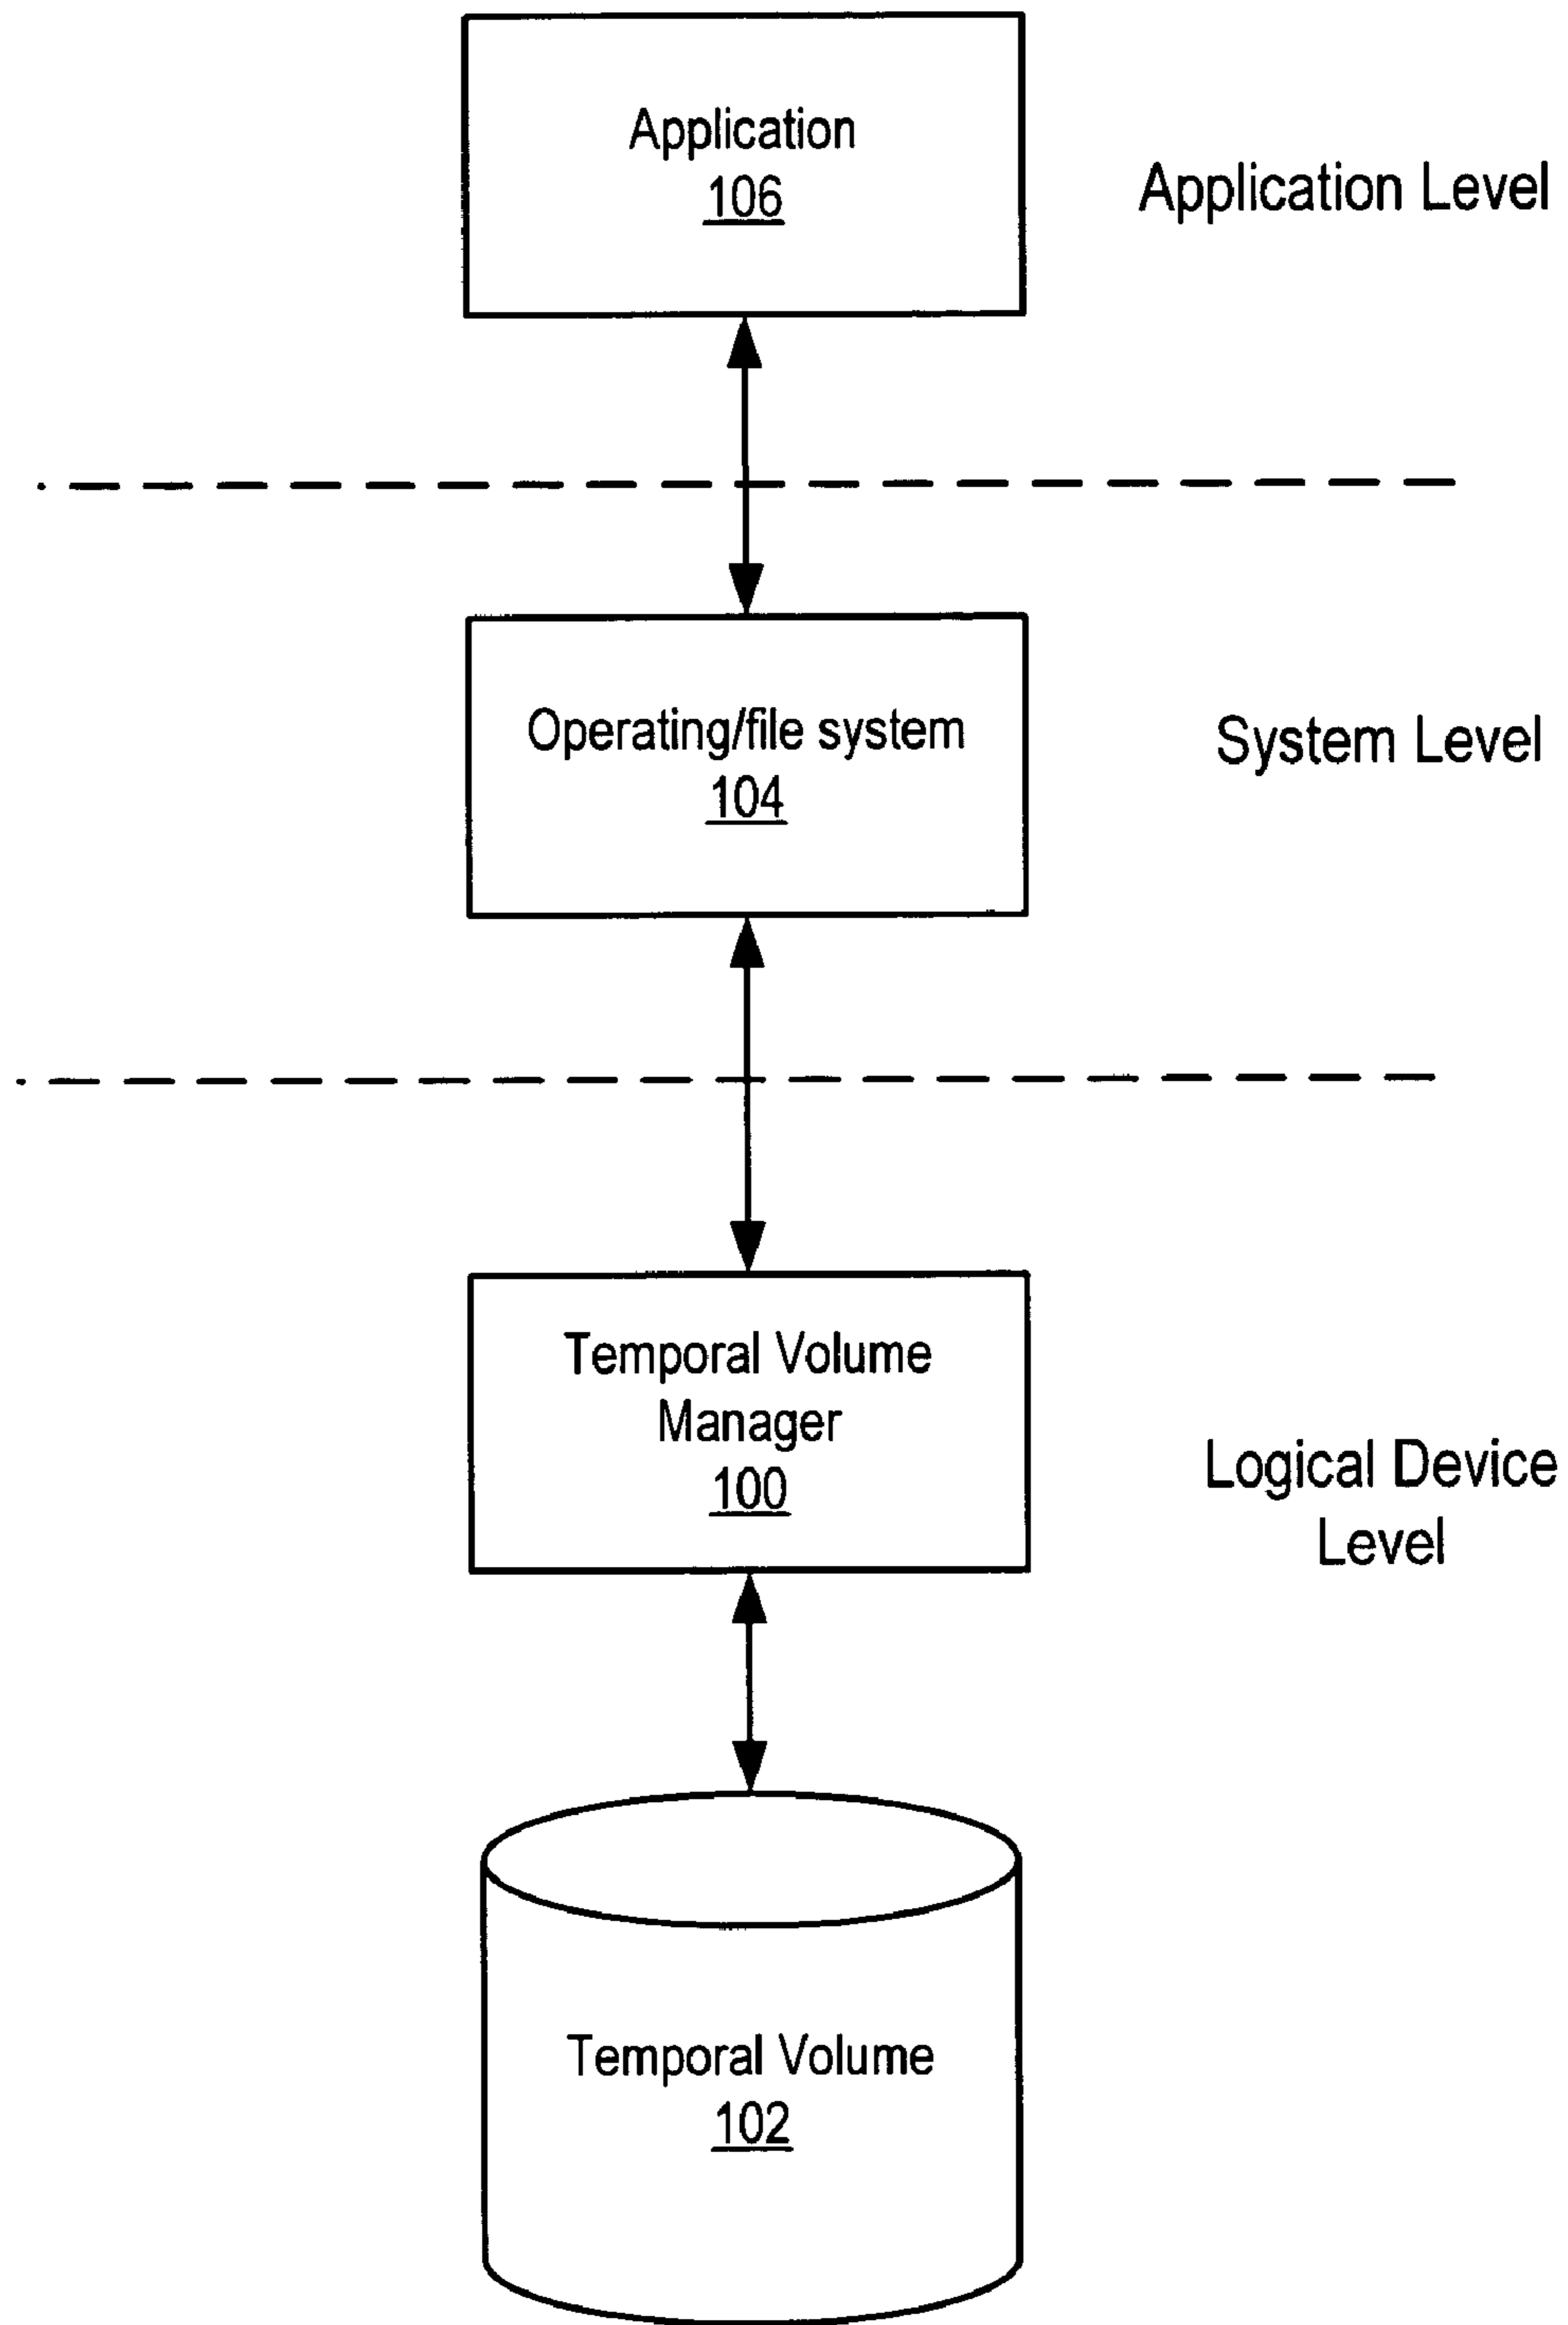 Application
106
Application Level
Operating/file system
104
System Level
Temporal Volume
Manager
100
Logical Device
Level
Temporal Volume
102